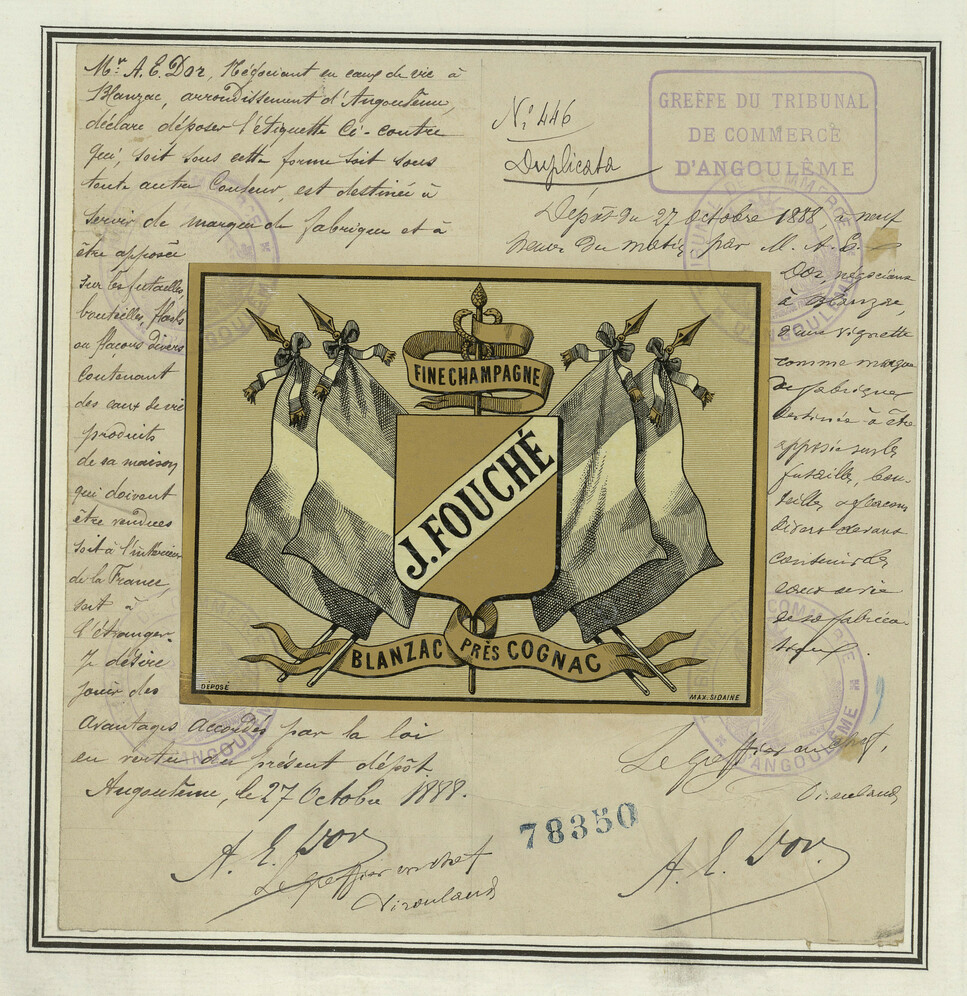 Mr. A. E. Dor, Négociant en eaux de vie à
Blanzac, arrondissement d'Angoulême,
déclare déposer l'étiquette Ci-contre
qui, soit sous cette forme soit sous
toute autre Couleur, est destinée à
servir de marque de fabrique et à
être apposée
sur les futailles,
bouteilles, flacks
ou flaçons divers
Contenant
des eaux de vie
produits
de sa maison
qui doivent
être vendues
soit à l'intérieur
de la France
soit à
l'étranger.
Je désire
jouir des
avantages accordés par la loi
en vertu du présent dépôt.
Angoulême, le 27 Octobre 1888.
A. E. Dor
Le greffier en chef
N° 446
Duplicata
GREFFE DU TRIBUNAL
DE COMMERCE
D'ANGOULÊME
Dépôt du 27 octobre 1888 à neuf
heures du matin, par M. A. E.
Dor, négociant
à Blanzac,
d'une vignette
comme marque
de fabrique
destinée à être
apposée sur les
futailles, bou-
teilles et flacons
divers devant
contenir des
eaux de vie
de sa fabrica-
tion.
FINE CHAMPAGNE
J. FOUCHÉ
BLANZAC PRÈS COGNAC
DÉPOSÉ
MAX. SIDAINE
Le greffier en chef,
78350
A. E. Dor.